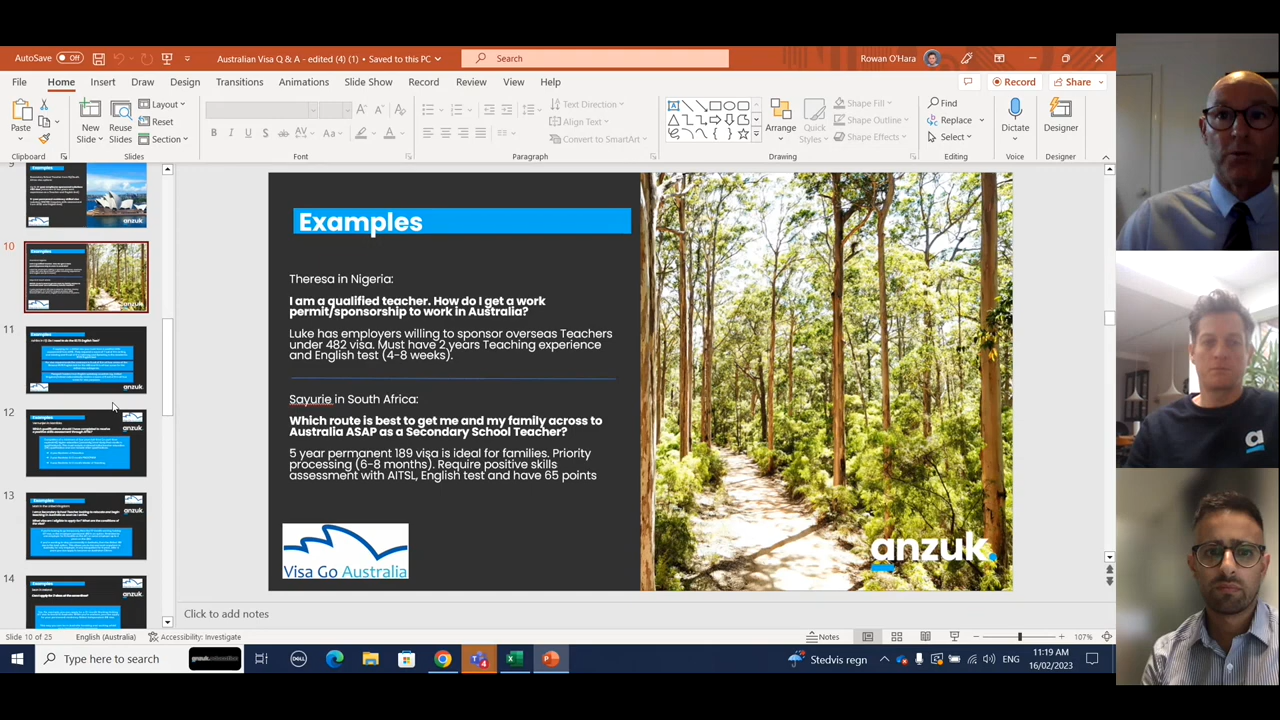 AutoSave Off
Australian Visa Q & A - edited (4) (1) • Saved to this PC
Search
Rowan O'Hara
File Home Insert Draw Design Transitions Animations Slide Show Record Review View Help
Record Share
Paste
New Slides
Reuse Slides
Layout
Reset
Section
Text Direction
Align Text
Convert to SmartArt
Arrange
Quick Styles
Shape Fill
Shape Outline
Shape Effects
Find
Replace
Select
Dictate
Designer
Clipboard Slides Font Paragraph Drawing Editing Voice Designer
9
10
11
12
13
14
Examples
Theresa in Nigeria:
I am a qualified teacher. How do I get a work
permit/sponsorship to work in Australia?
Luke has employers willing to sponsor overseas Teachers
under 482 visa. Must have 2 years Teaching experience
and English test (4-8 weeks).
Sayurie in South Africa:
Which route is best to get me and my family across to
Australia ASAP as a Secondary School Teacher?
5 year permanent 189 visa is ideal for families. Priority
processing (6-8 months). Require positive skills
assessment with AITSL, English test and have 65 points
Visa Go Australia
anzuk.
Click to add notes
Slide 10 of 25 English (Australia) Accessibility: Investigate Notes 107%
Type here to search
Stedvis regn
ENG
11:19 AM
16/02/2023